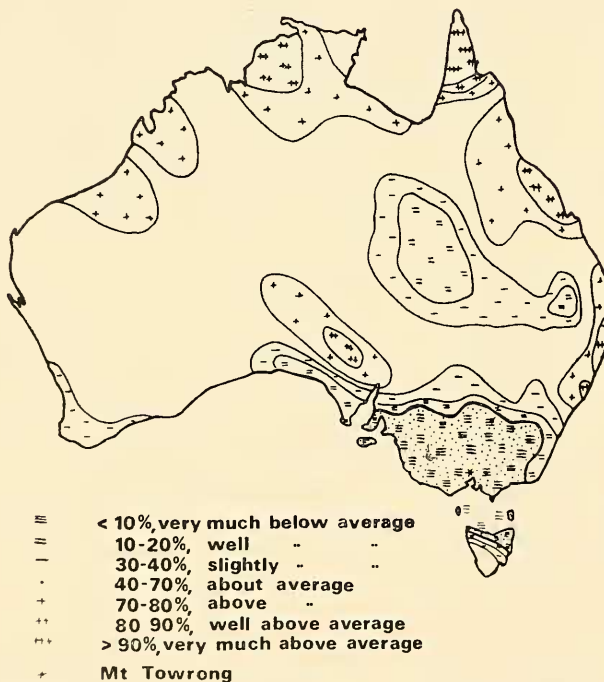 < 10%, very much below average
10-20%, well " "
30-40%, slightly " "
40-70%, about average
70-80%, above "
80 90%, well above average
> 90%, very much above average
Mt Towrong